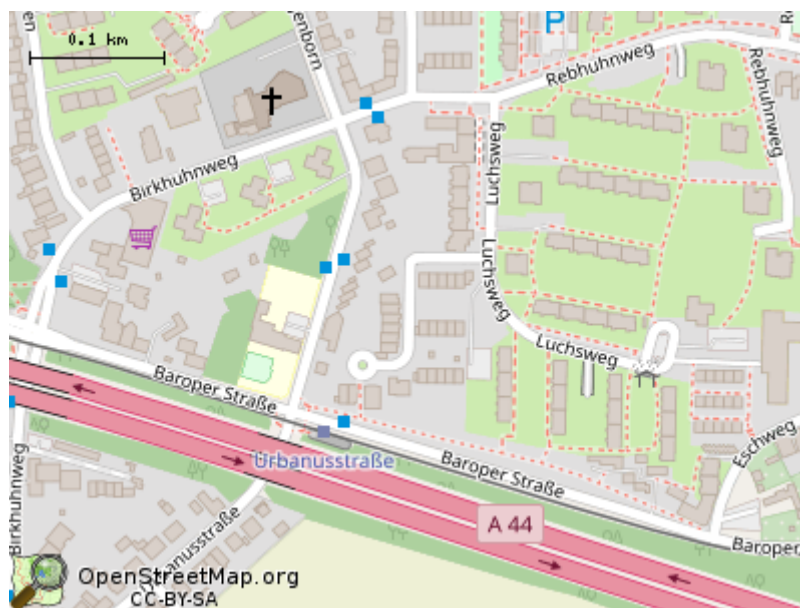 0.1 km
P
Rebhuhnweg
Rebhuhnweg
Birkhuhnweg
Luchsweg
Luchsweg
Luchsweg
Baroper Straße
Urbanusstraße
Baroper Straße
Eschweg
A 44
Birkhuhnweg
Baroper
OpenStreetMap.org
CC-BY-SA